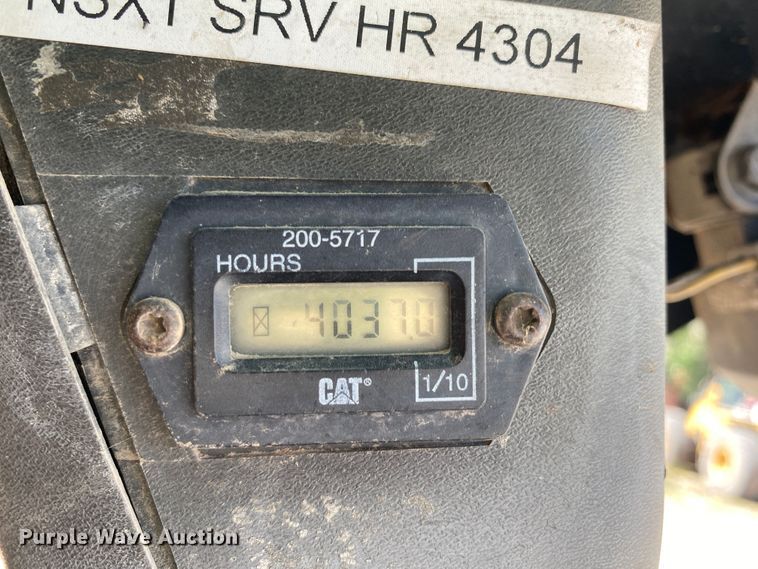 NSXT SRV HR 4304
200-5717
HOURS
4037.0
CAT®
1/10
Purple Wave Auction